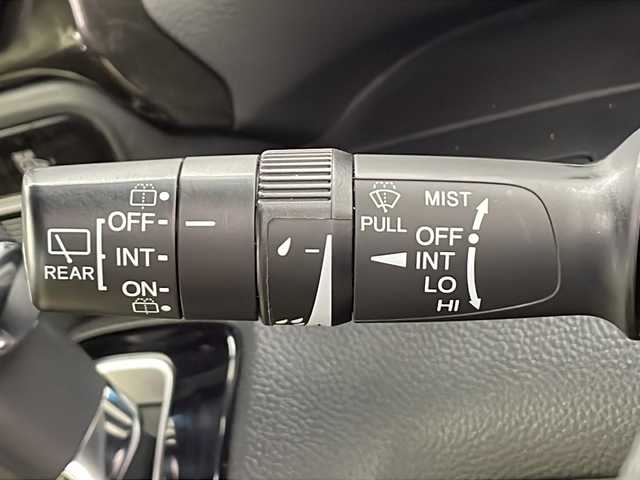 OFF
INT
ON
REAR
PULL
MIST
OFF
INT
LO
HI